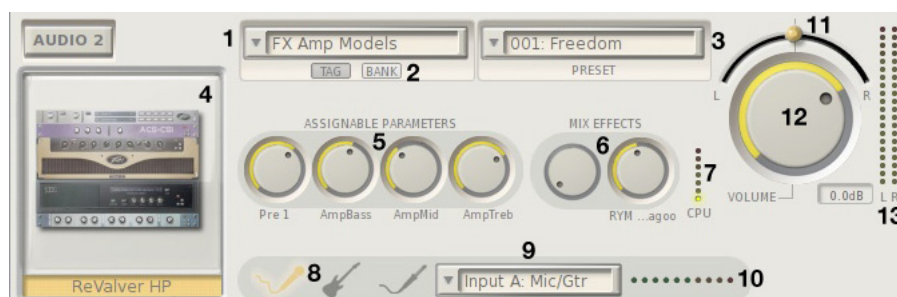 AUDIO 2
1
FX Amp Models
TAG
BANK
2
001: Freedom
3
PRESET
11
L
R
12
VOLUME
0.0dB
L R
13
4
ReValver HP
ASSIGNABLE PARAMETERS
5
Pre 1
AmpBass
AmpMid
AmpTreb
MIX EFFECTS
6
RYM ...agoo
7
CPU
8
9
Input A: Mic/Gtr
10